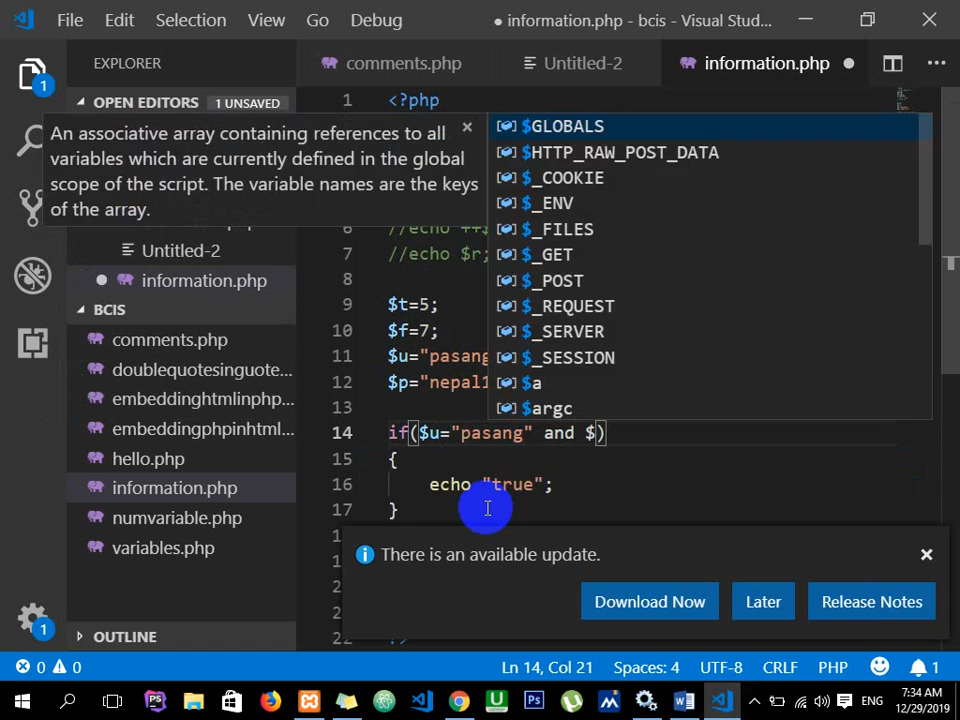 File Edit Selection View Go Debug
● information.php - bcis - Visual Stud...
EXPLORER
comments.php
Untitled-2
information.php
OPEN EDITORS 1 UNSAVED
Untitled-2
information.php
BCIS
comments.php
doublequotesinguote...
embeddinghtmlinphp...
embeddingphpinhtml...
hello.php
information.php
numvariable.php
variables.php
OUTLINE
An associative array containing references to all
variables which are currently defined in the global
scope of the script. The variable names are the keys
of the array.
$GLOBALS
$HTTP_RAW_POST_DATA
$_COOKIE
$_ENV
$_FILES
$_GET
$_POST
$_REQUEST
$_SERVER
$_SESSION
$a
$argc
1 <?php
6 //echo ++$
7 //echo $r;
8
9 $t=5;
10 $f=7;
11 $u="pasang
12 $p="nepal1
13
14 if($u="pasang" and $)
15 {
16 echo "true";
17 }
22 ?>
There is an available update.
Download Now Later Release Notes
0 0 Ln 14, Col 21 Spaces: 4 UTF-8 CRLF PHP 1
ENG
7:34 AM
12/29/2019